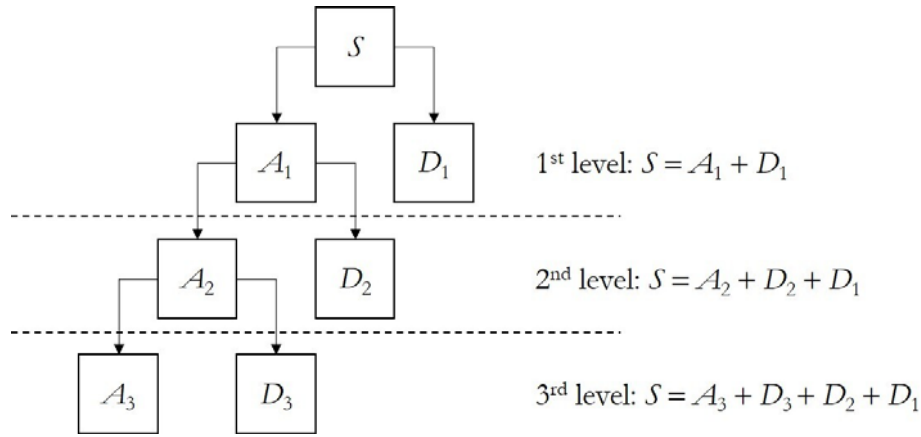 S
A₁ D₁ 1ˢᵗ level: S = A₁ + D₁
A₂ D₂ 2ⁿᵈ level: S = A₂ + D₂ + D₁
A₃ D₃ 3ʳᵈ level: S = A₃ + D₃ + D₂ + D₁